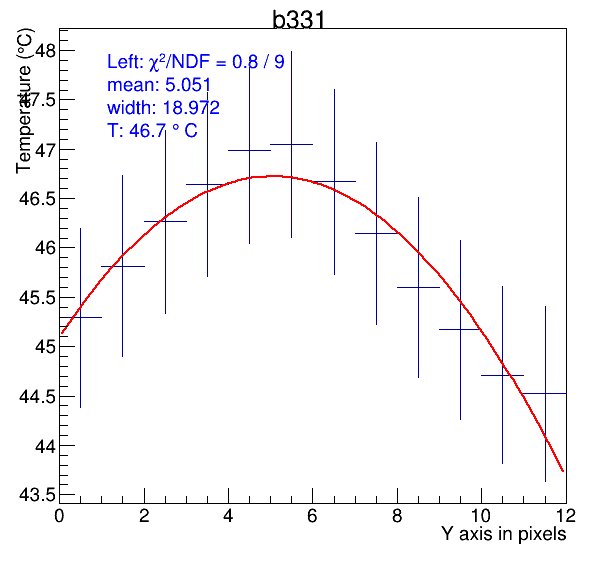 b331
Temperature (°C)
Left: χ²/NDF = 0.8 / 9
mean: 5.051
width: 18.972
T: 46.7 ° C
48
47.5
47
46.5
46
45.5
45
44.5
44
43.5
0 2 4 6 8 10 12
Y axis in pixels